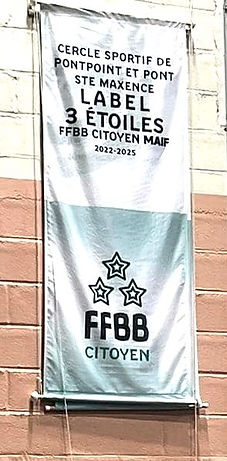 CERCLE SPORTIF DE
PONTPOINT ET PONT
STE MAXENCE
LABEL
3 ÉTOILES
FFBB CITOYEN MAIF
2022-2025
FFBB
CITOYEN